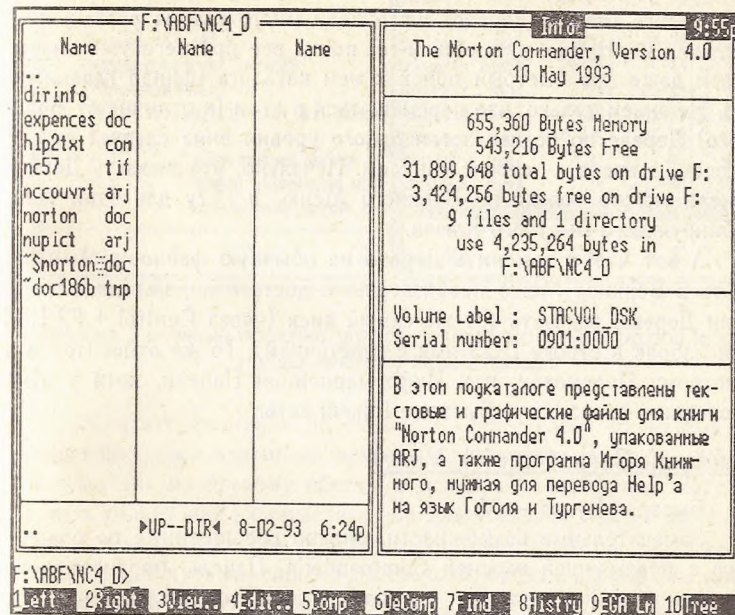 F:\ABF\NC4_0
Name Name Name
..
dirinfo
expences doc
hlp2txt com
nc57 tif
nccouvrt arj
norton doc
nupict arj
~$norton doc
~doc186b tmp
.. ►UP--DIR◄ 8-02-93 6:24p
Info 9:55p
The Norton Commander, Version 4.0
10 May 1993
655,360 Bytes Memory
543,216 Bytes Free
31,899,648 total bytes on drive F:
3,424,256 bytes free on drive F:
9 files and 1 directory
use 4,235,264 bytes in
F:\ABF\NC4_0
Volume Label : STACVOL_DSK
Serial number: 0901:0000
В этом подкаталоге представлены тек-
стовые и графические файлы для книги
"Norton Commander 4.0", упакованные
ARJ, а также программа Игоря Книж-
ного, нужная для перевода Help'а
на язык Гоголя и Тургенева.
F:\ABF\NC4_0>
1Left 2Right 3View.. 4Edit.. 5Comp 6DeComp 7Find 8Histry 9EGA Ln 10Tree